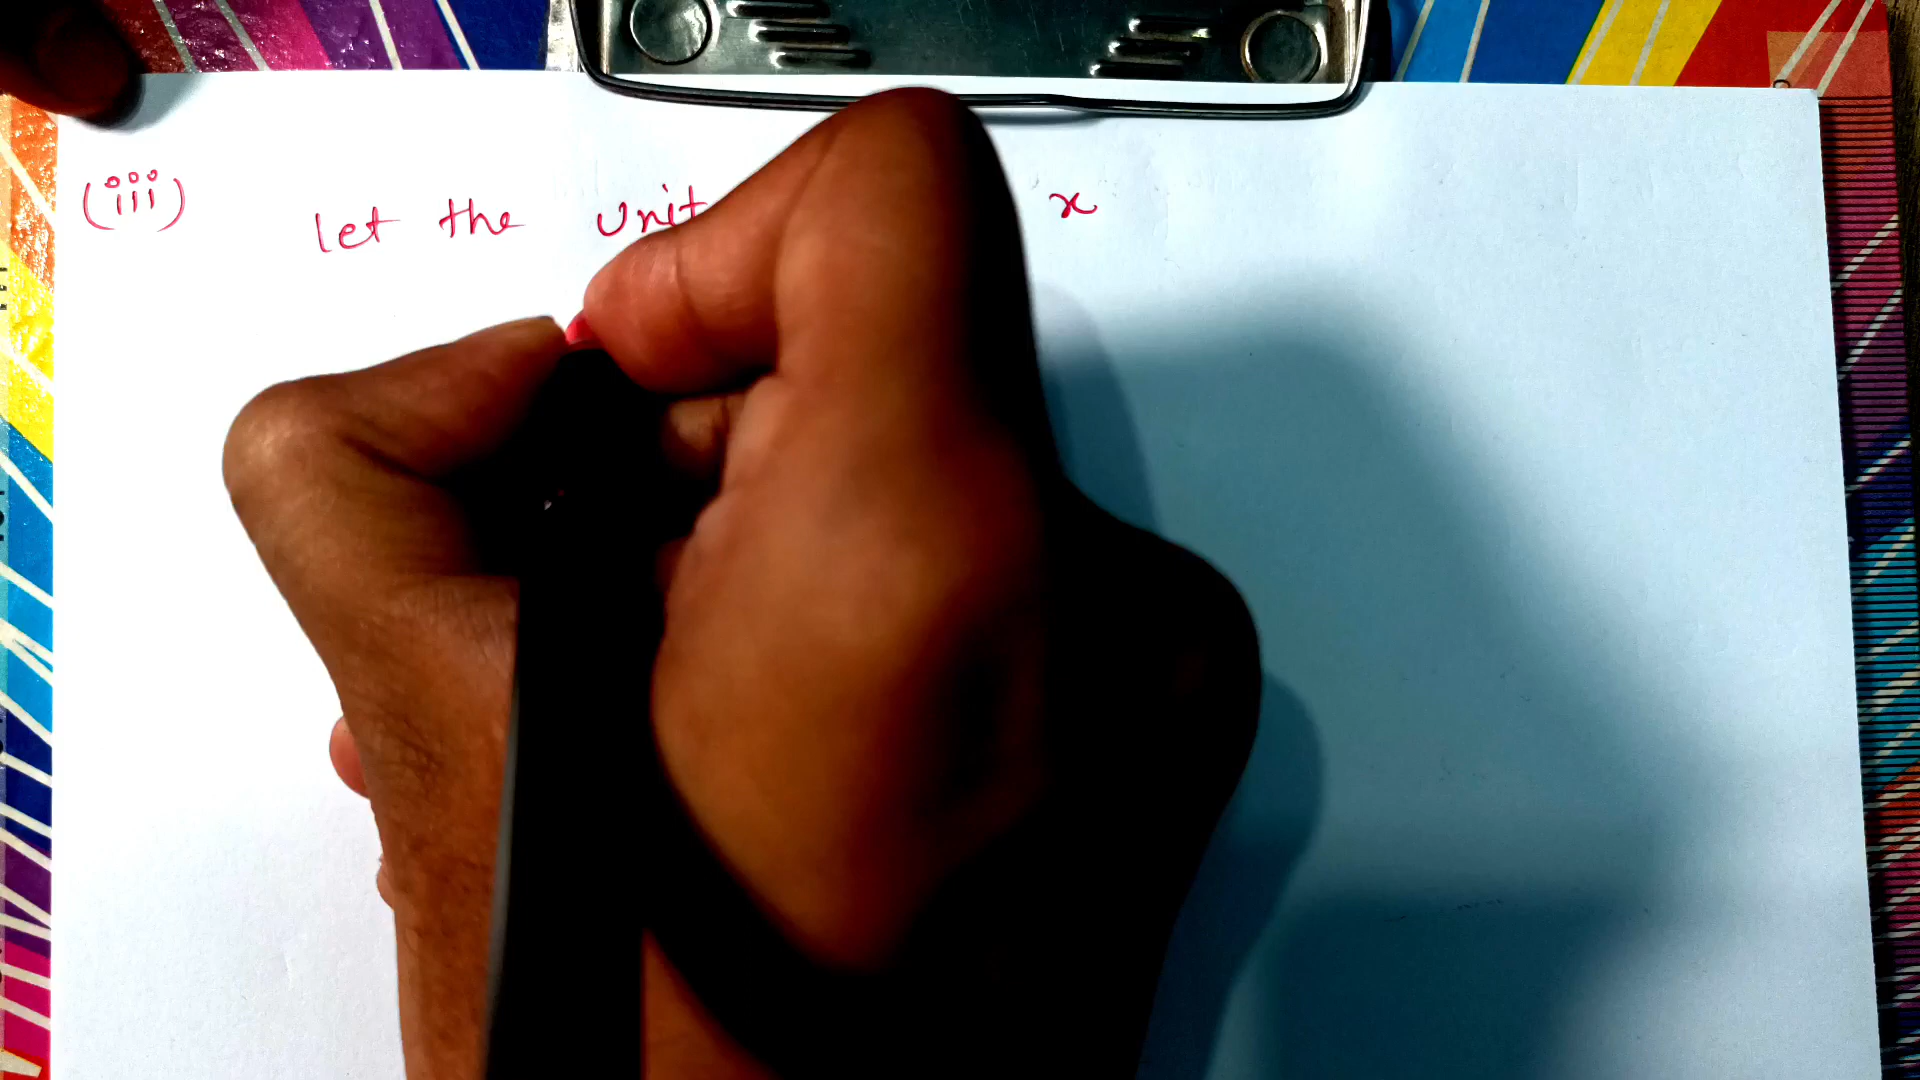 (iii) let the unit x